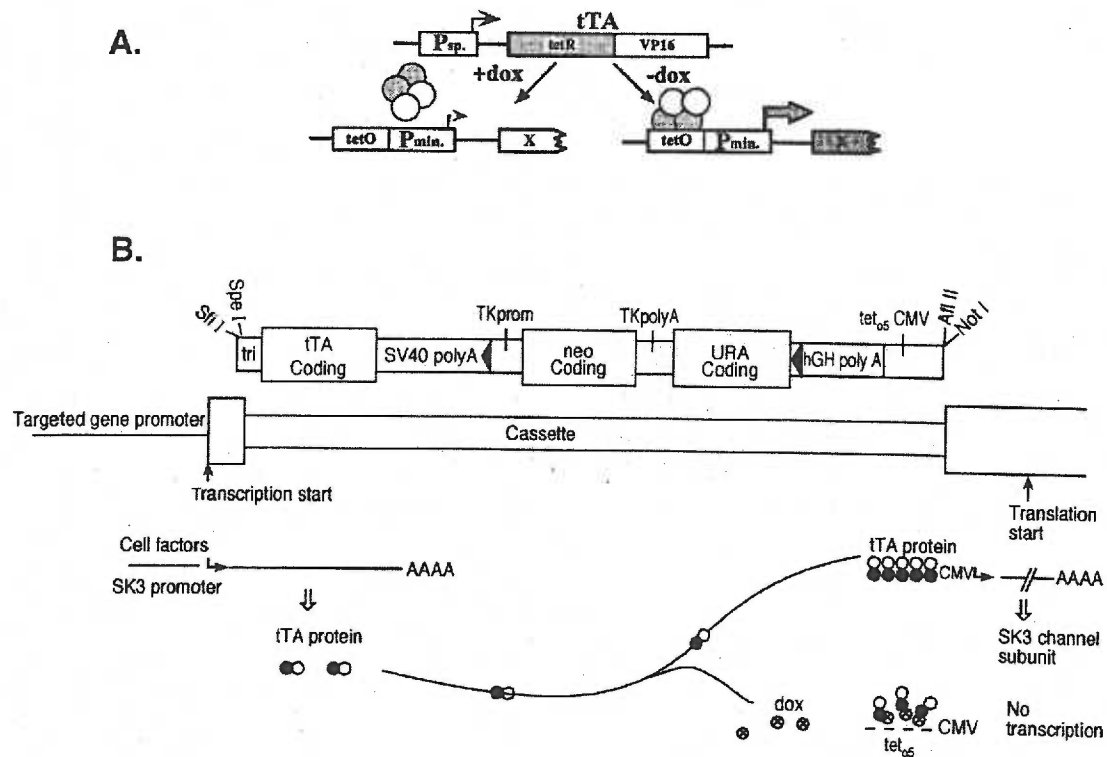 A.
tTA
Psp.
tetR
VP16
+dox
-dox
tetO
Pmin.
X
tetO
Pmin.
X
B.
Sfi I
Spe I
TKprom
TKpolyA
teto5 CMV
Afl II
Not I
tri
tTA Coding
SV40 polyA
neo Coding
URA Coding
hGH poly A
Targeted gene promoter
Cassette
Transcription start
Translation start
Cell factors
SK3 promoter
AAAA
tTA protein
CMV
AAAA
tTA protein
SK3 channel subunit
dox
CMV
teto5
No transcription